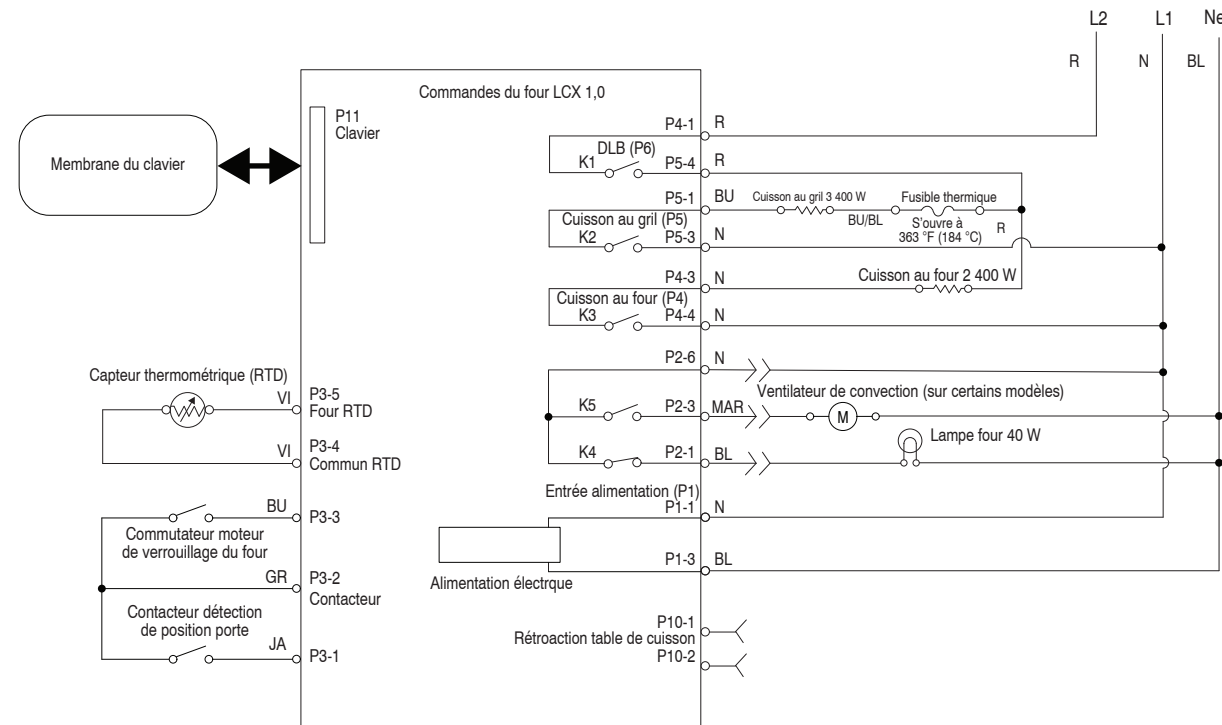 L2 L1 Ne
R N BL
Commandes du four LCX 1,0
P11
Clavier
Membrane du clavier
P4-1 R
DLB (P6)
K1 P5-4 R
P5-1 BU Cuisson au gril 3 400 W Fusible thermique
BU/BL
S'ouvre à
363 °F (184 °C)
R
Cuisson au gril (P5)
K2 P5-3 N
P4-3 N Cuisson au four 2 400 W
Cuisson au four (P4)
K3 P4-4 N
P2-6 N
Ventilateur de convection (sur certains modèles)
K5 P2-3 MAR M
Lampe four 40 W
K4 P2-1 BL
Capteur thermométrique (RTD)
VI P3-5
Four RTD
VI P3-4
Commun RTD
Entrée alimentation (P1)
P1-1 N
BU P3-3
Commutateur moteur
de verrouillage du four
P1-3 BL
Alimentation électrque
GR P3-2
Contacteur
Contacteur détection
de position porte
JA P3-1
P10-1
Rétroaction table de cuisson
P10-2